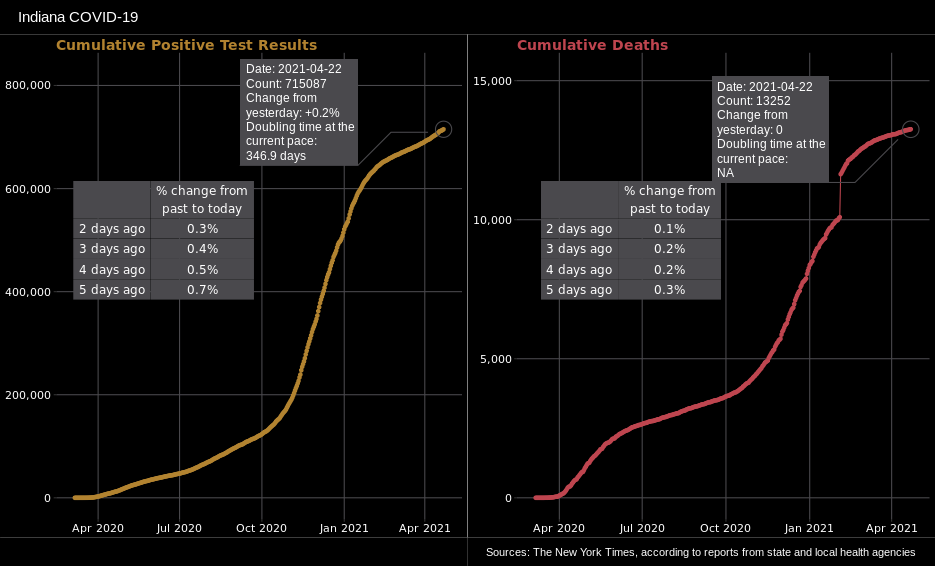 Indiana COVID-19
Cumulative Positive Test Results
800,000
600,000
400,000
200,000
0
Date: 2021-04-22
Count: 715087
Change from
yesterday: +0.2%
Doubling time at the
current pace:
346.9 days
% change from
past to today
2 days ago 0.3%
3 days ago 0.4%
4 days ago 0.5%
5 days ago 0.7%
Apr 2020 Jul 2020 Oct 2020 Jan 2021 Apr 2021
Cumulative Deaths
15,000
10,000
5,000
0
Date: 2021-04-22
Count: 13252
Change from
yesterday: 0
Doubling time at the
current pace:
NA
% change from
past to today
2 days ago 0.1%
3 days ago 0.2%
4 days ago 0.2%
5 days ago 0.3%
Apr 2020 Jul 2020 Oct 2020 Jan 2021 Apr 2021
Sources: The New York Times, according to reports from state and local health agencies